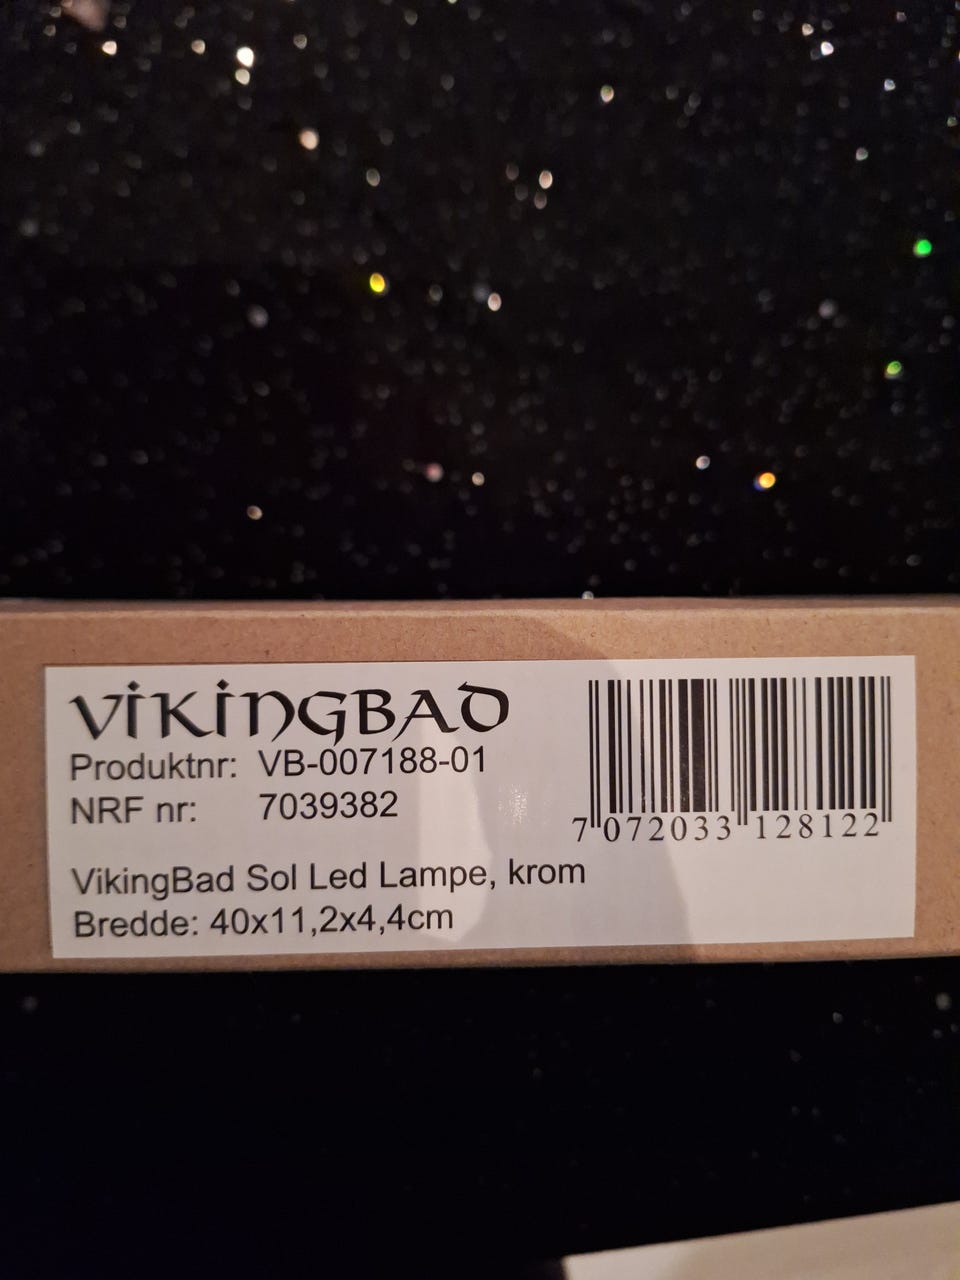 VIKINGBAD
Produktnr: VB-007188-01
NRF nr: 7039382
VikingBad Sol Led Lampe, krom
Bredde: 40x11,2x4,4cm
7 072033 128122